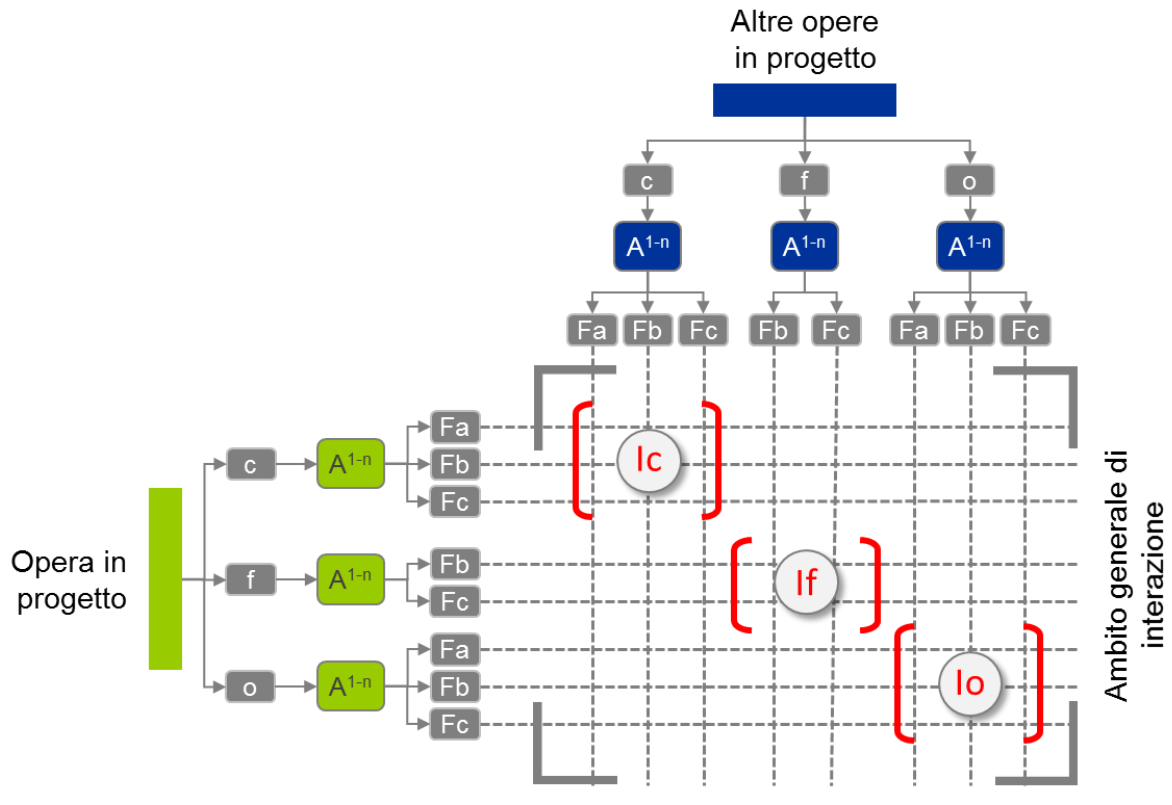 Altre opere
in progetto
c f o
A¹⁻ⁿ A¹⁻ⁿ A¹⁻ⁿ
Fa Fb Fc Fb Fc Fa Fb Fc
Fa
c A¹⁻ⁿ Fb Ic
Fc
Opera in
progetto
Fb
f A¹⁻ⁿ If
Fc
Fa
o A¹⁻ⁿ Fb Io
Fc
Ambito generale di
interazione